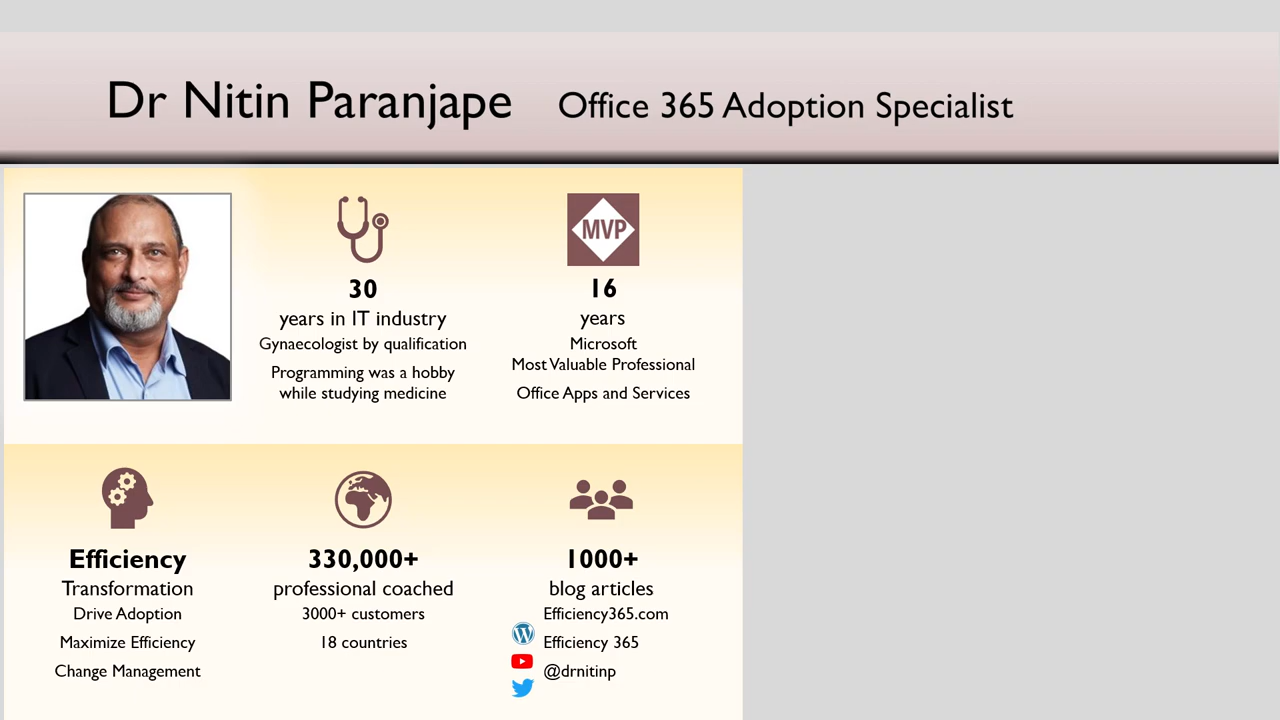 Dr Nitin Paranjape Office 365 Adoption Specialist
30
years in IT industry
Gynaecologist by qualification
Programming was a hobby
while studying medicine
MVP
16
years
Microsoft
Most Valuable Professional
Office Apps and Services
Efficiency
Transformation
Drive Adoption
Maximize Efficiency
Change Management
330,000+
professional coached
3000+ customers
18 countries
1000+
blog articles
Efficiency365.com
Efficiency 365
@drnitinp